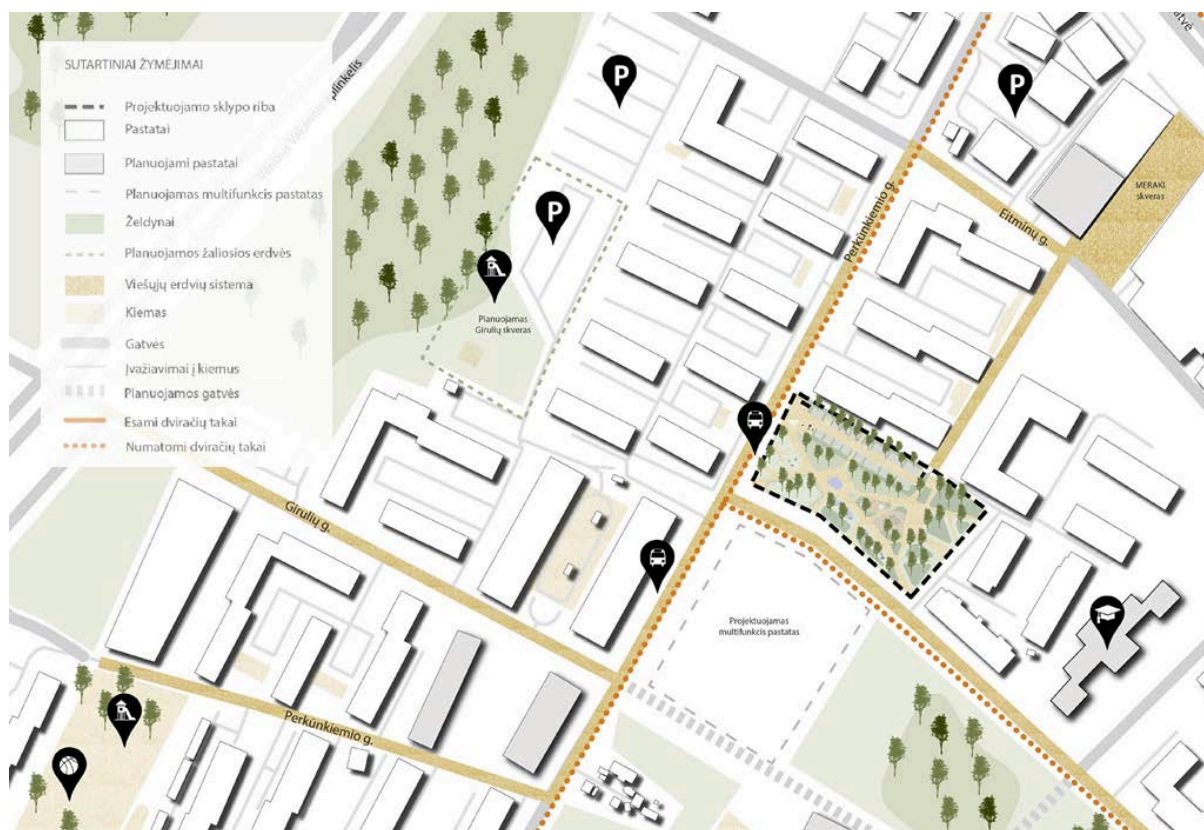 SUTARTINIAI ŽYMĖJIMAI
Projektuojamo sklypo riba
Pastatai
Planuojami pastatai
Planuojamas multifunkcis pastatas
Želdynai
Planuojamos žaliosios erdvės
Viešųjų erdvių sistema
Kiemas
Gatvės
Įvažiavimai į kiemus
Planuojamos gatvės
Esami dviračių takai
Numatomi dviračių takai
P
P
P
Planuojamas
Girulių skveras
Perkūnkiemio g.
Eitminų g.
MERAKI
skveras
Girulių g.
Perkūnkiemio g.
Projektuojamas
multifunkcis pastatas